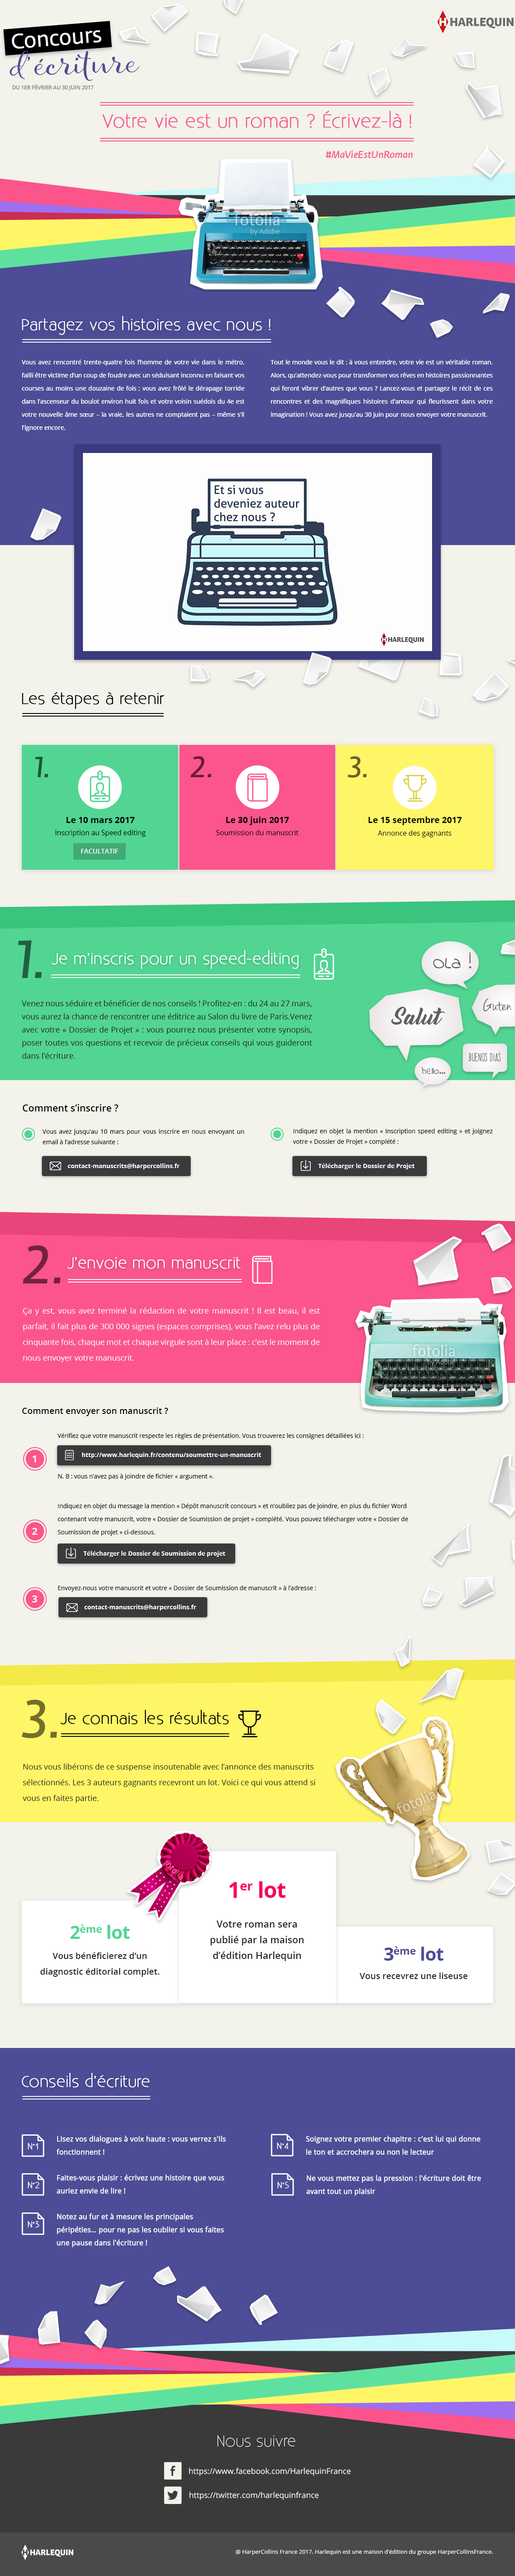 Concours
d'écriture
DU 1ER FÉVRIER AU 30 JUIN 2017
HARLEQUIN
Votre vie est un roman ? Écrivez-là !
#MaVieEstUnRoman
fotolia
by Adobe
Partagez vos histoires avec nous !
Vous avez rencontré trente-quatre fois l'homme de votre vie dans le métro,
failli être victime d'un coup de foudre avec un séduisant inconnu en faisant vos
courses au moins une douzaine de fois ; vous avez frôlé le dérapage torride
dans l'ascenseur du boulot environ huit fois et votre voisin suédois du 4e est
votre nouvelle âme sœur – la vraie, les autres ne comptaient pas – même s'il
l'ignore encore.
Tout le monde vous le dit : à vous entendre, votre vie est un véritable roman.
Alors, qu'attendez-vous pour transformer vos rêves en histoires passionnantes
qui feront vibrer d'autres que vous ? Lancez-vous et partagez le récit de ces
rencontres et des magnifiques histoires d'amour qui fleurissent dans votre
imagination ! Vous avez jusqu'au 30 juin pour nous envoyer votre manuscrit.
Et si vous
deveniez auteur
chez nous ?
HARLEQUIN
Les étapes à retenir
1.
Le 10 mars 2017
Inscription au Speed editing
FACULTATIF
2.
Le 30 juin 2017
Soumission du manuscrit
3.
Le 15 septembre 2017
Annonce des gagnants
1. Je m'inscris pour un speed-editing
Venez nous séduire et bénéficier de nos conseils ! Profitez-en : du 24 au 27 mars,
vous aurez la chance de rencontrer une éditrice au Salon du livre de Paris.Venez
avec votre « Dossier de Projet » : vous pourrez nous présenter votre synopsis,
poser toutes vos questions et recevoir de précieux conseils qui vous guideront
dans l'écriture.
OLA !
Salut
Guten
hello...
BUENOS DIAS
Comment s'inscrire ?
Vous avez jusqu'au 10 mars pour vous inscrire en nous envoyant un
email à l'adresse suivante :
contact-manuscrits@harpercollins.fr
Indiquez en objet la mention « Inscription speed editing » et joignez
votre « Dossier de Projet » complété :
Télécharger le Dossier de Projet
2. J'envoie mon manuscrit
Ça y est, vous avez terminé la rédaction de votre manuscrit ! Il est beau, il est
parfait, il fait plus de 300 000 signes (espaces comprises), vous l'avez relu plus de
cinquante fois, chaque mot et chaque virgule sont à leur place : c'est le moment de
nous envoyer votre manuscrit.
fotolia
Comment envoyer son manuscrit ?
1
Vérifiez que votre manuscrit respecte les règles de présentation. Vous trouverez les consignes détaillées ici :
http://www.harlequin.fr/contenu/soumettre-un-manuscrit
N. B : vous n'avez pas à joindre de fichier « argument ».
2
Indiquez en objet du message la mention « Dépôt manuscrit concours » et n'oubliez pas de joindre, en plus du fichier Word
contenant votre manuscrit, votre « Dossier de Soumission de projet » complété. Vous pouvez télécharger votre « Dossier de
Soumission de projet » ci-dessous.
Télécharger le Dossier de Soumission de projet
3
Envoyez-nous votre manuscrit et votre « Dossier de Soumission de manuscrit » à l'adresse :
contact-manuscrits@harpercollins.fr
3. Je connais les résultats
Nous vous libérons de ce suspense insoutenable avec l'annonce des manuscrits
sélectionnés. Les 3 auteurs gagnants recevront un lot. Voici ce qui vous attend si
vous en faites partie.
fotolia
fotolia
1er lot
Votre roman sera
publié par la maison
d'édition Harlequin
2ème lot
Vous bénéficierez d'un
diagnostic éditorial complet.
3ème lot
Vous recevrez une liseuse
Conseils d'écriture
N°1
Lisez vos dialogues à voix haute : vous verrez s'ils
fonctionnent !
N°2
Faites-vous plaisir : écrivez une histoire que vous
auriez envie de lire !
N°3
Notez au fur et à mesure les principales
péripéties... pour ne pas les oublier si vous faites
une pause dans l'écriture !
N°4
Soignez votre premier chapitre : c'est lui qui donne
le ton et accrochera ou non le lecteur
N°5
Ne vous mettez pas la pression : l'écriture doit être
avant tout un plaisir
Nous suivre
https://www.facebook.com/HarlequinFrance
https://twitter.com/harlequinfrance
HARLEQUIN
@ HarperCollins France 2017. Harlequin est une maison d'édition du groupe HarperCollinsFrance.